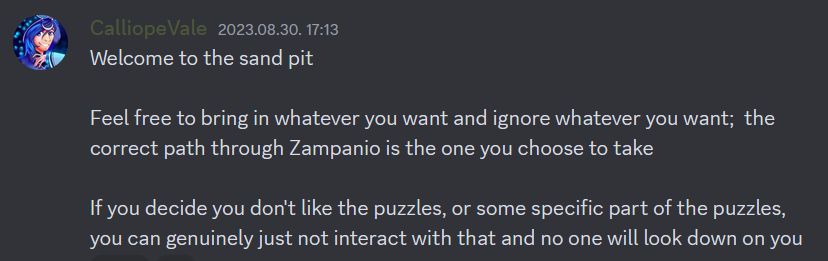 CalliopeVale 2023.08.30. 17:13
Welcome to the sand pit
Feel free to bring in whatever you want and ignore whatever you want;  the
correct path through Zampanio is the one you choose to take
If you decide you don't like the puzzles, or some specific part of the puzzles,
you can genuinely just not interact with that and no one will look down on you